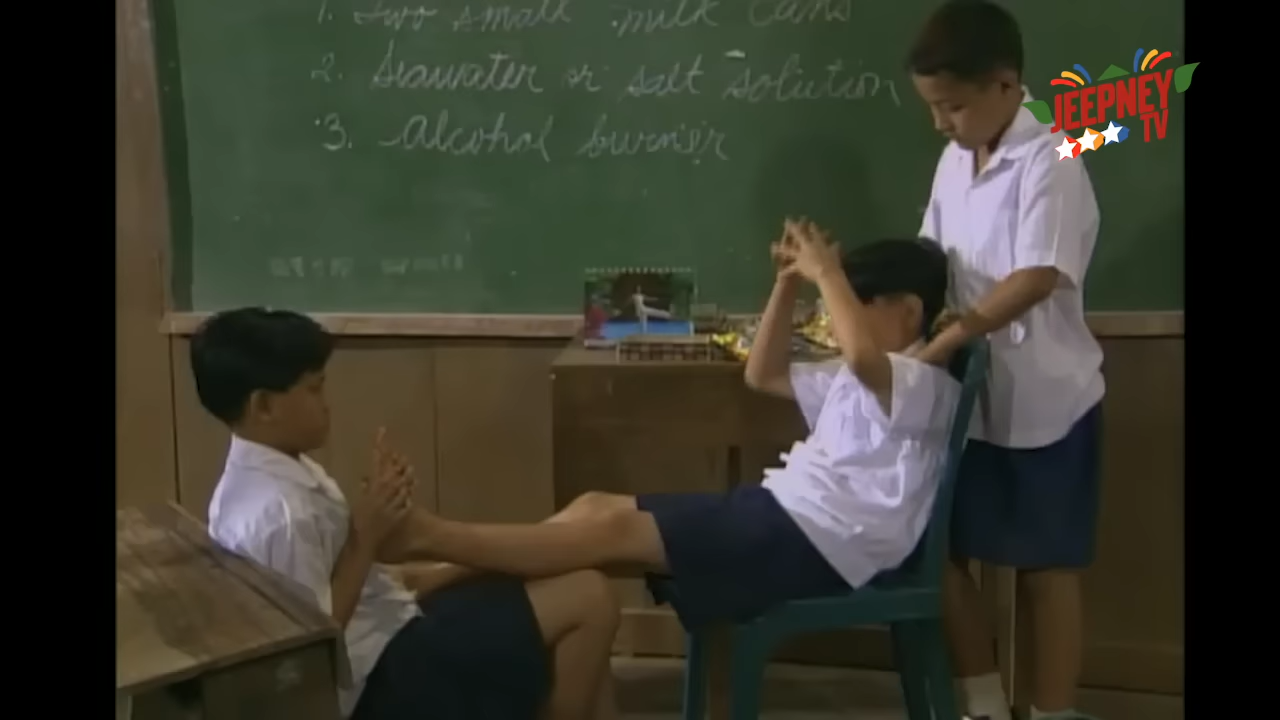 1. Two small milk cans
2. Seawater or salt solution
3. Alcohol burner
JEEPNEY
TV